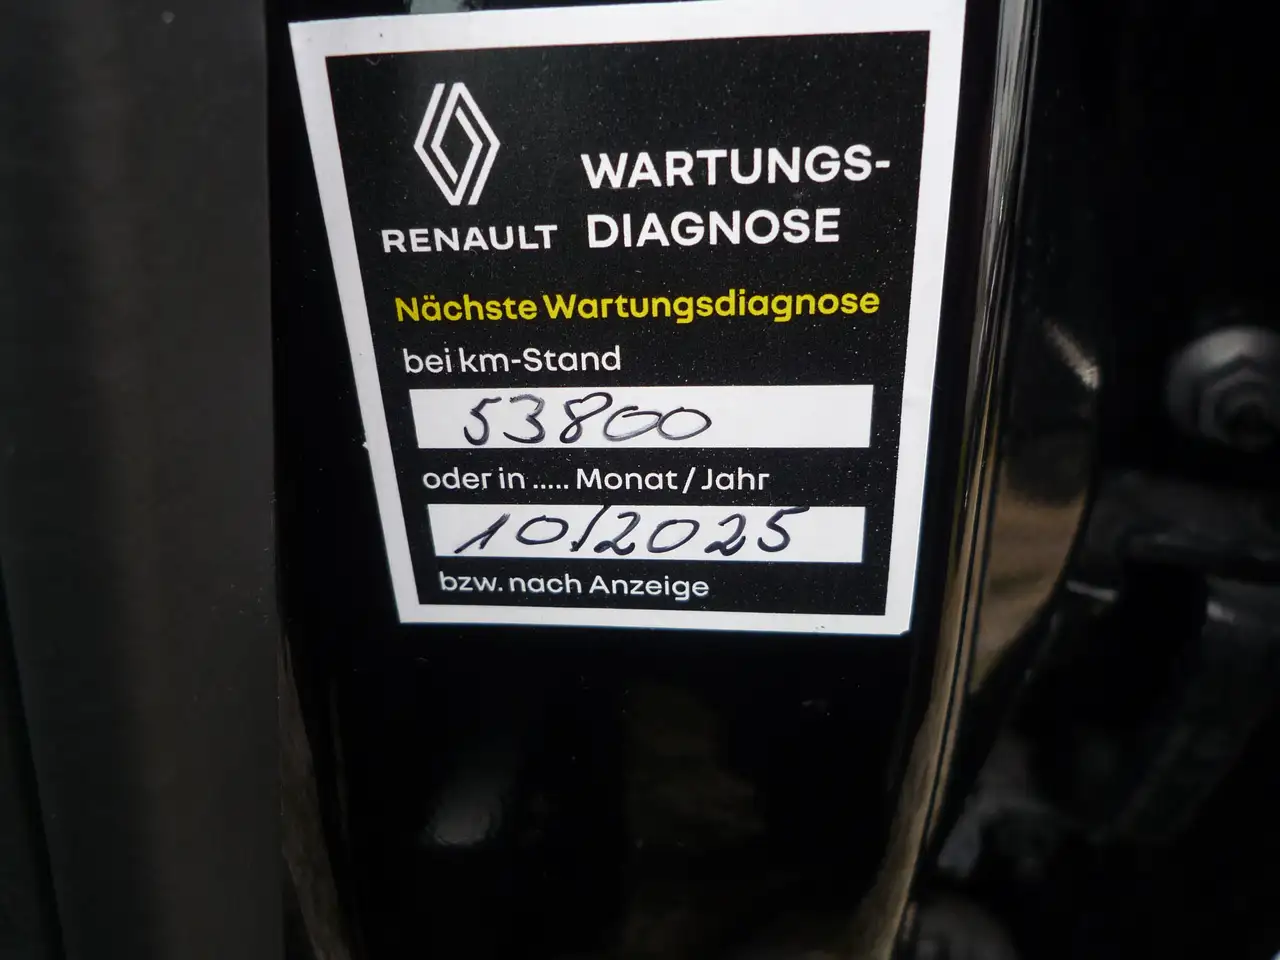 RENAULT
WARTUNGS-
DIAGNOSE
Nächste Wartungsdiagnose
bei km-Stand
53800
oder in ..... Monat/Jahr
10/2025
bzw. nach Anzeige